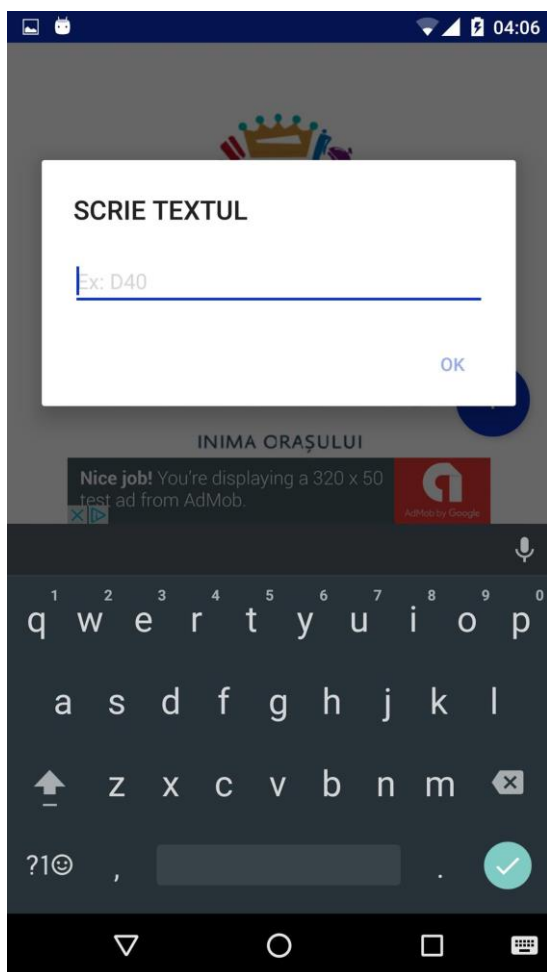 04:06
SCRIE TEXTUL
Ex: D40
OK
INIMA ORAȘULUI
Nice job! You're displaying a 320 x 50
test ad from AdMob.
AdMob by Google
1 2 3 4 5 6 7 8 9 0
q w e r t y u i o p
a s d f g h j k l
z x c v b n m
?1☺ , .